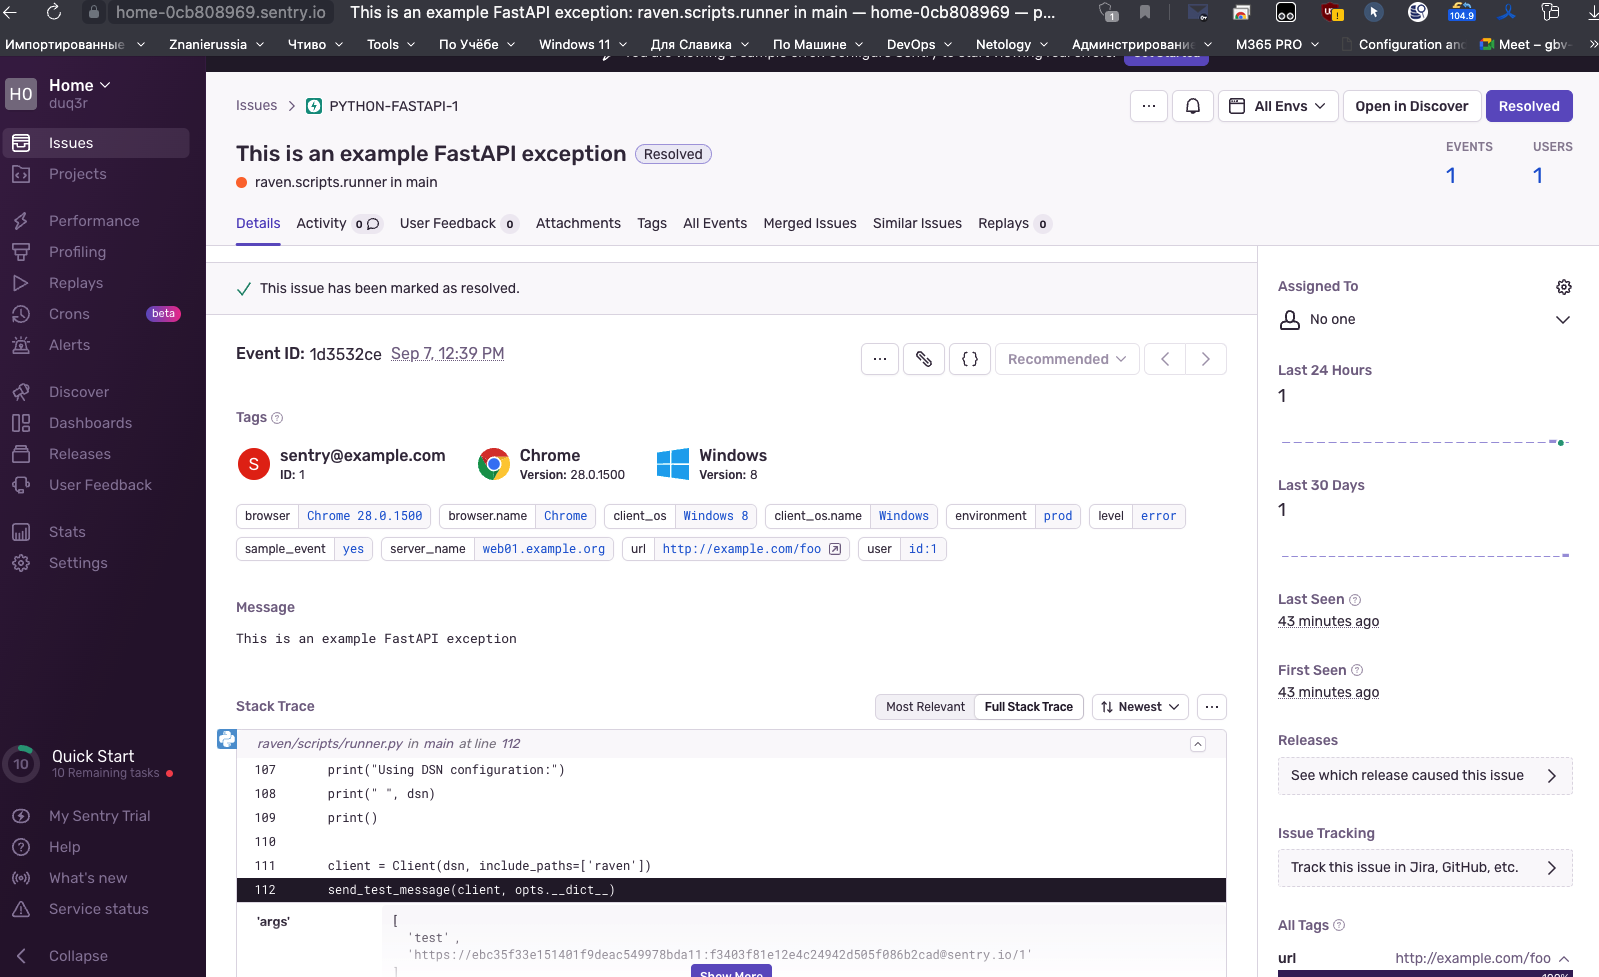 home-0cb808969.sentry.io
This is an example FastAPI exception: raven.scripts.runner in main — home-0cb808969 — p...
1
104.9
Импортированные
Znanierussia
Чтиво
Tools
По Учёбе
Windows 11
Для Славика
По Машине
DevOps
Netology
Админстрирование
M365 PRO
Configuration and
Meet – gbv-
HO
Home
duq3r
Issues
Projects
Performance
Profiling
Replays
Crons
beta
Alerts
Discover
Dashboards
Releases
User Feedback
Stats
Settings
10
Quick Start
10 Remaining tasks
My Sentry Trial
Help
What's new
Service status
Collapse
Issues
PYTHON-FASTAPI-1
All Envs
Open in Discover
Resolved
This is an example FastAPI exception
Resolved
raven.scripts.runner in main
EVENTS
USERS
1
1
Details
Activity 0
User Feedback 0
Attachments
Tags
All Events
Merged Issues
Similar Issues
Replays 0
This issue has been marked as resolved.
Event ID: 1d3532ce Sep 7, 12:39 PM
Recommended
Tags
S
sentry@example.com
ID: 1
Chrome
Version: 28.0.1500
Windows
Version: 8
browser Chrome 28.0.1500
browser.name Chrome
client_os Windows 8
client_os.name Windows
environment prod
level error
sample_event yes
server_name web01.example.org
url http://example.com/foo
user id:1
Message
This is an example FastAPI exception
Stack Trace
Most Relevant
Full Stack Trace
Newest
raven/scripts/runner.py in main at line 112
107 print("Using DSN configuration:")
108 print(" ", dsn)
109 print()
110
111 client = Client(dsn, include_paths=['raven'])
112 send_test_message(client, opts.__dict__)
'args'
[
'test',
'https://ebc35f33e151401f9deac549978bda11:f3403f81e12e4c24942d505f086b2cad@sentry.io/1'
]
Show More
Assigned To
No one
Last 24 Hours
1
Last 30 Days
1
Last Seen
43 minutes ago
First Seen
43 minutes ago
Releases
See which release caused this issue
Issue Tracking
Track this issue in Jira, GitHub, etc.
All Tags
url
http://example.com/foo